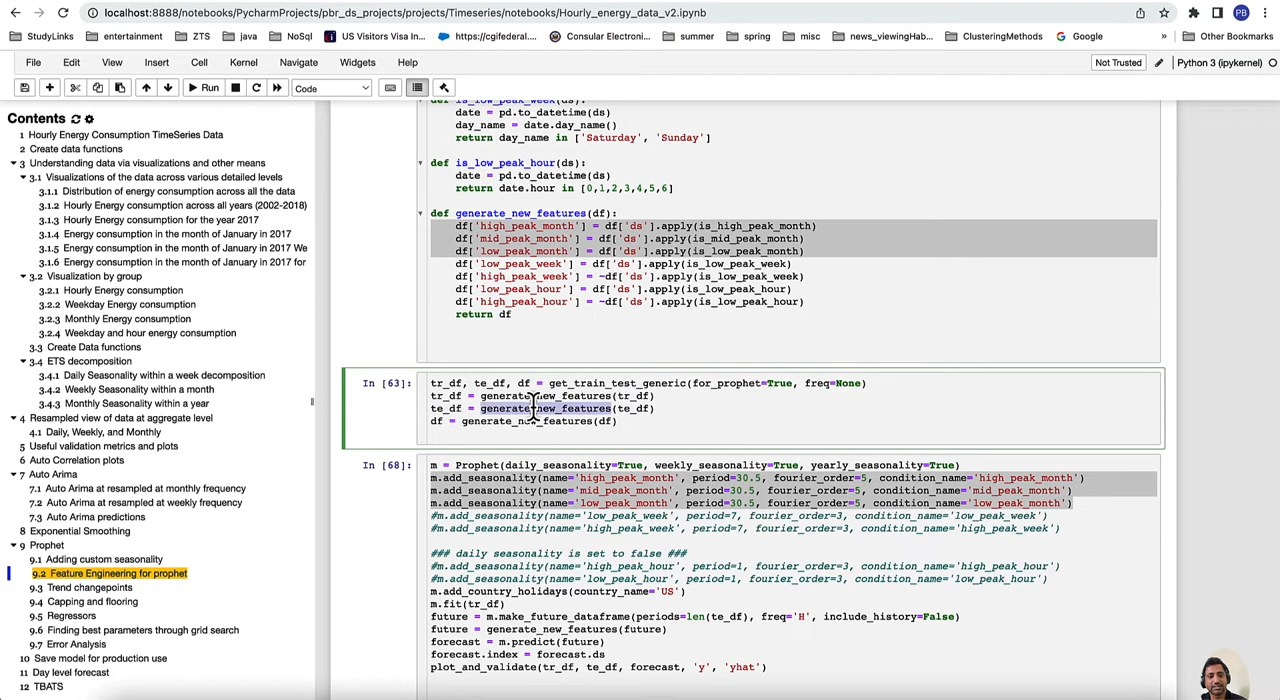 localhost:8888/notebooks/PycharmProjects/pbr_ds_projects/projects/Timeseries/notebooks/Hourly_energy_data_v2.ipynb
PB
StudyLinks entertainment ZTS java NoSql US Visitors Visa In... https://cgifederal.... Consular Electroni... summer spring misc news_viewingHab... ClusteringMethods Google » Other Bookmarks
File Edit View Insert Cell Kernel Navigate Widgets Help Not Trusted Python 3 (ipykernel)
Run Code
Contents
1 Hourly Energy Consumption TimeSeries Data
2 Create data functions
3 Understanding data via visualizations and other means
3.1 Visualizations of the data across various detailed levels
3.1.1 Distribution of energy consumption across all the data
3.1.2 Hourly Energy consumption across all years (2002-2018)
3.1.3 Hourly Energy consumption for the year 2017
3.1.4 Energy consumption in the month of January in 2017
3.1.5 Energy consumption in the month of January in 2017 We
3.1.6 Energy consumption in the month of January in 2017 for
3.2 Visualization by group
3.2.1 Hourly Energy consumption
3.2.2 Weekday Energy consumption
3.2.3 Monthly Energy consumption
3.2.4 Weekday and hour energy consumption
3.3 Create Data functions
3.4 ETS decomposition
3.4.1 Daily Seasonality within a week decomposition
3.4.2 Weekly Seasonality within a month
3.4.3 Monthly Seasonality within a year
4 Resampled view of data at aggregate level
4.1 Daily, Weekly, and Monthly
5 Useful validation metrics and plots
6 Auto Correlation plots
7 Auto Arima
7.1 Auto Arima at resampled at monthly frequency
7.2 Auto Arima at resampled at weekly frequency
7.3 Auto Arima predictions
8 Exponential Smoothing
9 Prophet
9.1 Adding custom seasonality
9.2 Feature Engineering for prophet
9.3 Trend changepoints
9.4 Capping and flooring
9.5 Regressors
9.6 Finding best parameters through grid search
9.7 Error Analysis
10 Save model for production use
11 Day level forecast
12 TBATS
def is_low_peak_week(ds):
date = pd.to_datetime(ds)
day_name = date.day_name()
return day_name in ['Saturday', 'Sunday']
def is_low_peak_hour(ds):
date = pd.to_datetime(ds)
return date.hour in [0,1,2,3,4,5,6]
def generate_new_features(df):
df['high_peak_month'] = df['ds'].apply(is_high_peak_month)
df['mid_peak_month'] = df['ds'].apply(is_mid_peak_month)
df['low_peak_month'] = df['ds'].apply(is_low_peak_month)
df['low_peak_week'] = df['ds'].apply(is_low_peak_week)
df['high_peak_week'] = ~df['ds'].apply(is_low_peak_week)
df['low_peak_hour'] = df['ds'].apply(is_low_peak_hour)
df['high_peak_hour'] = ~df['ds'].apply(is_low_peak_hour)
return df
In [63]: tr_df, te_df, df = get_train_test_generic(for_prophet=True, freq=None)
tr_df = generate_new_features(tr_df)
te_df = generate_new_features(te_df)
df = generate_new_features(df)
In [68]: m = Prophet(daily_seasonality=True, weekly_seasonality=True, yearly_seasonality=True)
m.add_seasonality(name='high_peak_month', period=30.5, fourier_order=5, condition_name='high_peak_month')
m.add_seasonality(name='mid_peak_month', period=30.5, fourier_order=5, condition_name='mid_peak_month')
m.add_seasonality(name='low_peak_month', period=30.5, fourier_order=5, condition_name='low_peak_month')
#m.add_seasonality(name='low_peak_week', period=7, fourier_order=3, condition_name='low_peak_week')
#m.add_seasonality(name='high_peak_week', period=7, fourier_order=3, condition_name='high_peak_week')
### daily seasonality is set to false ###
#m.add_seasonality(name='high_peak_hour', period=1, fourier_order=3, condition_name='high_peak_hour')
#m.add_seasonality(name='low_peak_hour', period=1, fourier_order=3, condition_name='low_peak_hour')
m.add_country_holidays(country_name='US')
m.fit(tr_df)
future = m.make_future_dataframe(periods=len(te_df), freq='H', include_history=False)
future = generate_new_features(future)
forecast = m.predict(future)
forecast.index = forecast.ds
plot_and_validate(tr_df, te_df, forecast, 'y', 'yhat')